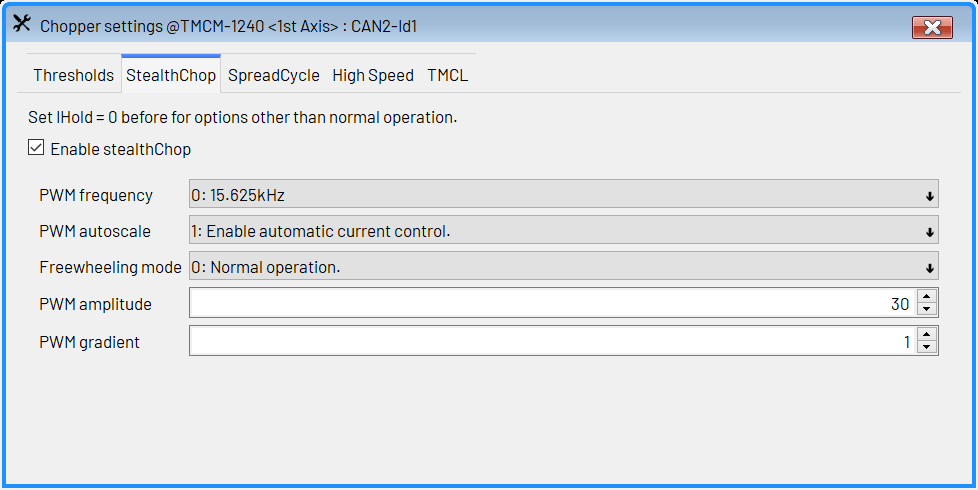 Chopper settings @TMCM-1240 <1st Axis> : CAN2-Id1
Thresholds StealthChop SpreadCycle High Speed TMCL
Set IHold = 0 before for options other than normal operation.
Enable stealthChop
PWM frequency 0: 15.625kHz
PWM autoscale 1: Enable automatic current control.
Freewheeling mode 0: Normal operation.
PWM amplitude 30
PWM gradient 1